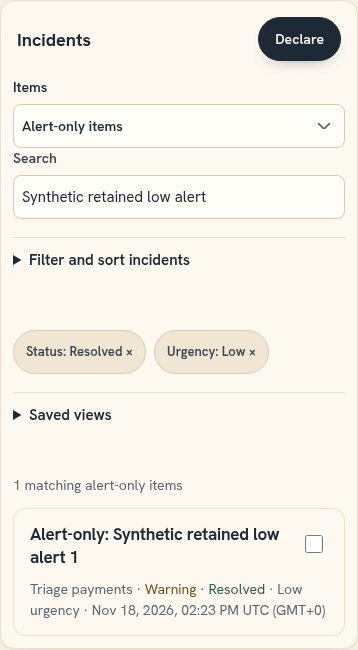 Incidents
Declare
Items
Alert-only items
Search
Synthetic retained low alert
Filter and sort incidents
Status: Resolved ×
Urgency: Low ×
Saved views
1 matching alert-only items
Alert-only: Synthetic retained low
alert 1
Triage payments · Warning · Resolved · Low
urgency · Nov 18, 2026, 02:23 PM UTC (GMT+0)